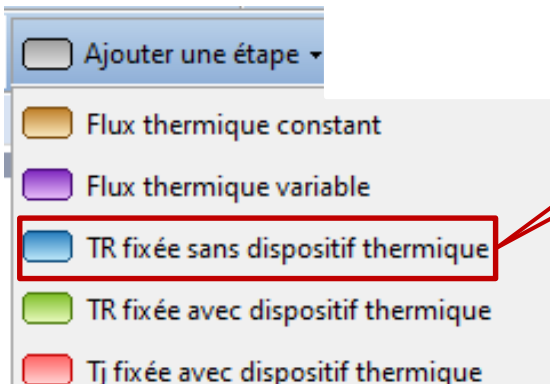 Ajouter une étape
Flux thermique constant
Flux thermique variable
TR fixée sans dispositif thermique
TR fixée avec dispositif thermique
Tj fixée avec dispositif thermique